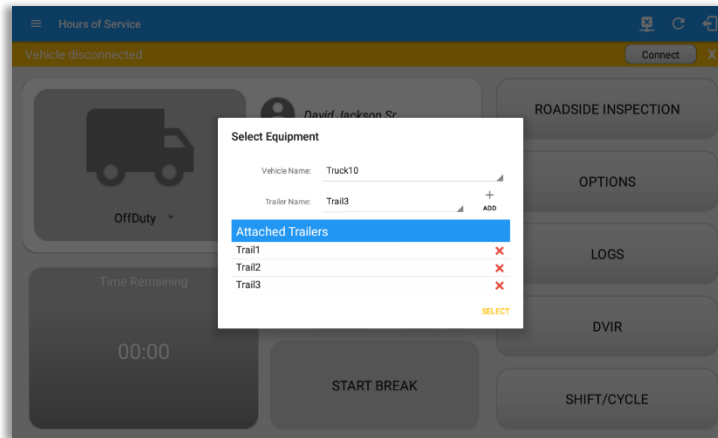 Hours of Service
Vehicle disconnected
Connect
X
David Jackson Sr
ROADSIDE INSPECTION
Select Equipment
Vehicle Name:
Truck10
OPTIONS
Trailer Name:
Trail3
+
ADD
OffDuty
Attached Trailers
Trail1
Trail2
Trail3
LOGS
Time Remaining
SELECT
DVIR
00:00
START BREAK
SHIFT/CYCLE